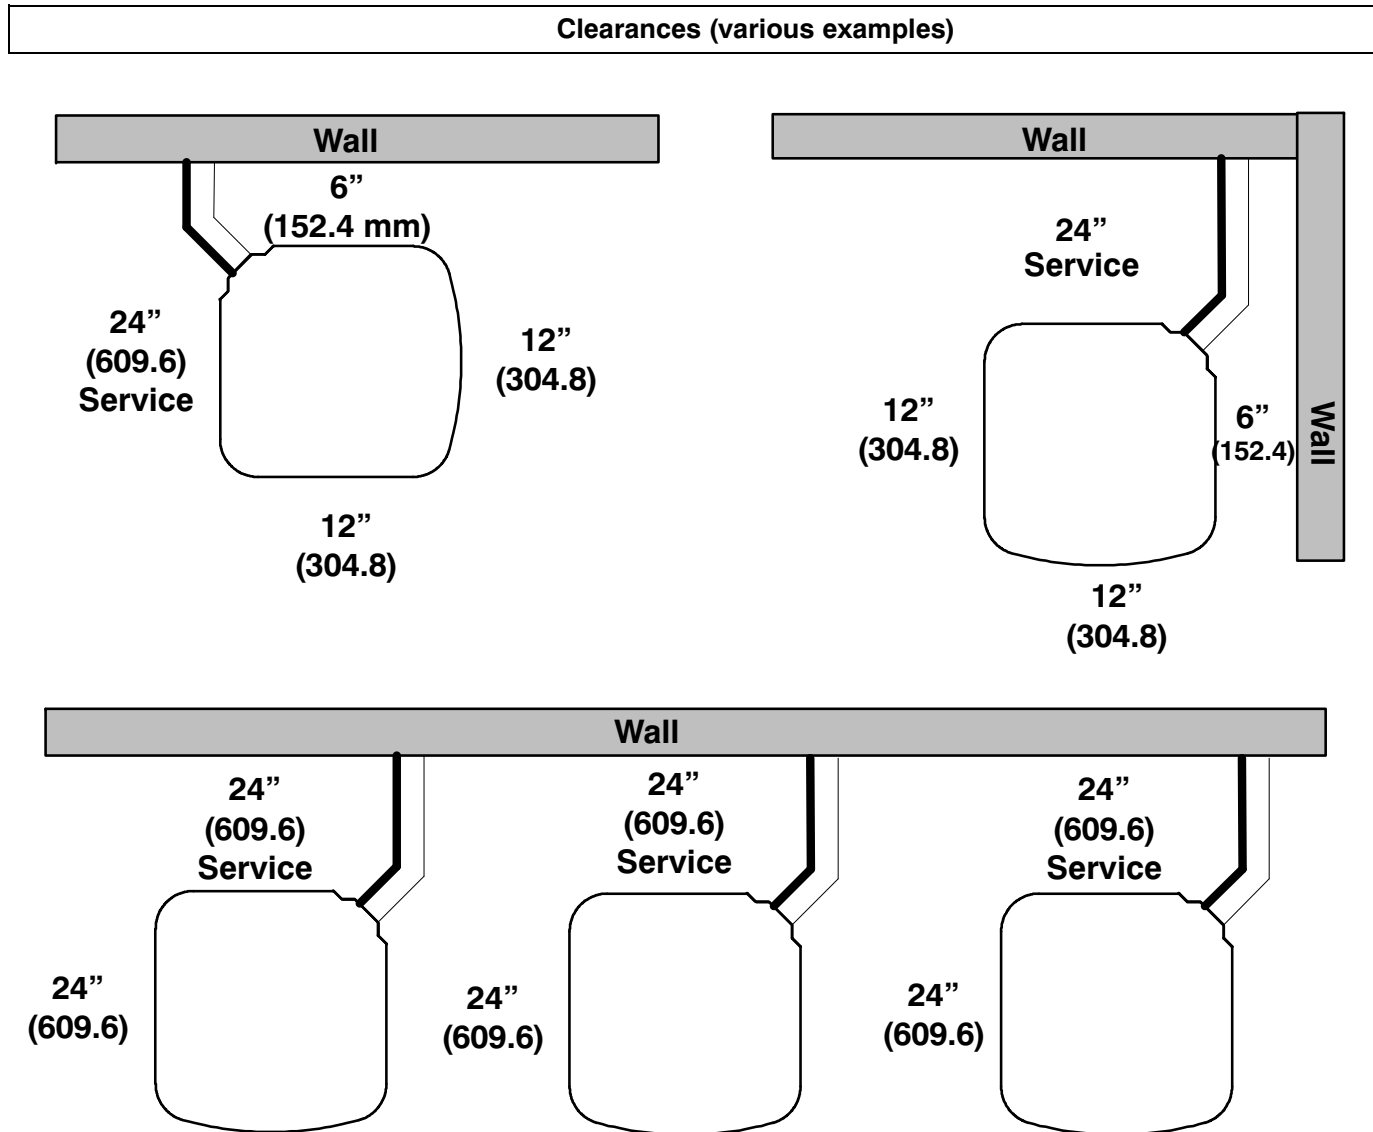 Clearances (various examples)
Wall
6”
(152.4 mm)
24”
(609.6)
Service
12”
(304.8)
12”
(304.8)
Wall
24”
Service
12”
(304.8)
6”
(152.4)
Wall
12”
(304.8)
Wall
24”
(609.6)
Service
24”
(609.6)
Service
24”
(609.6)
Service
24”
(609.6)
24”
(609.6)
24”
(609.6)